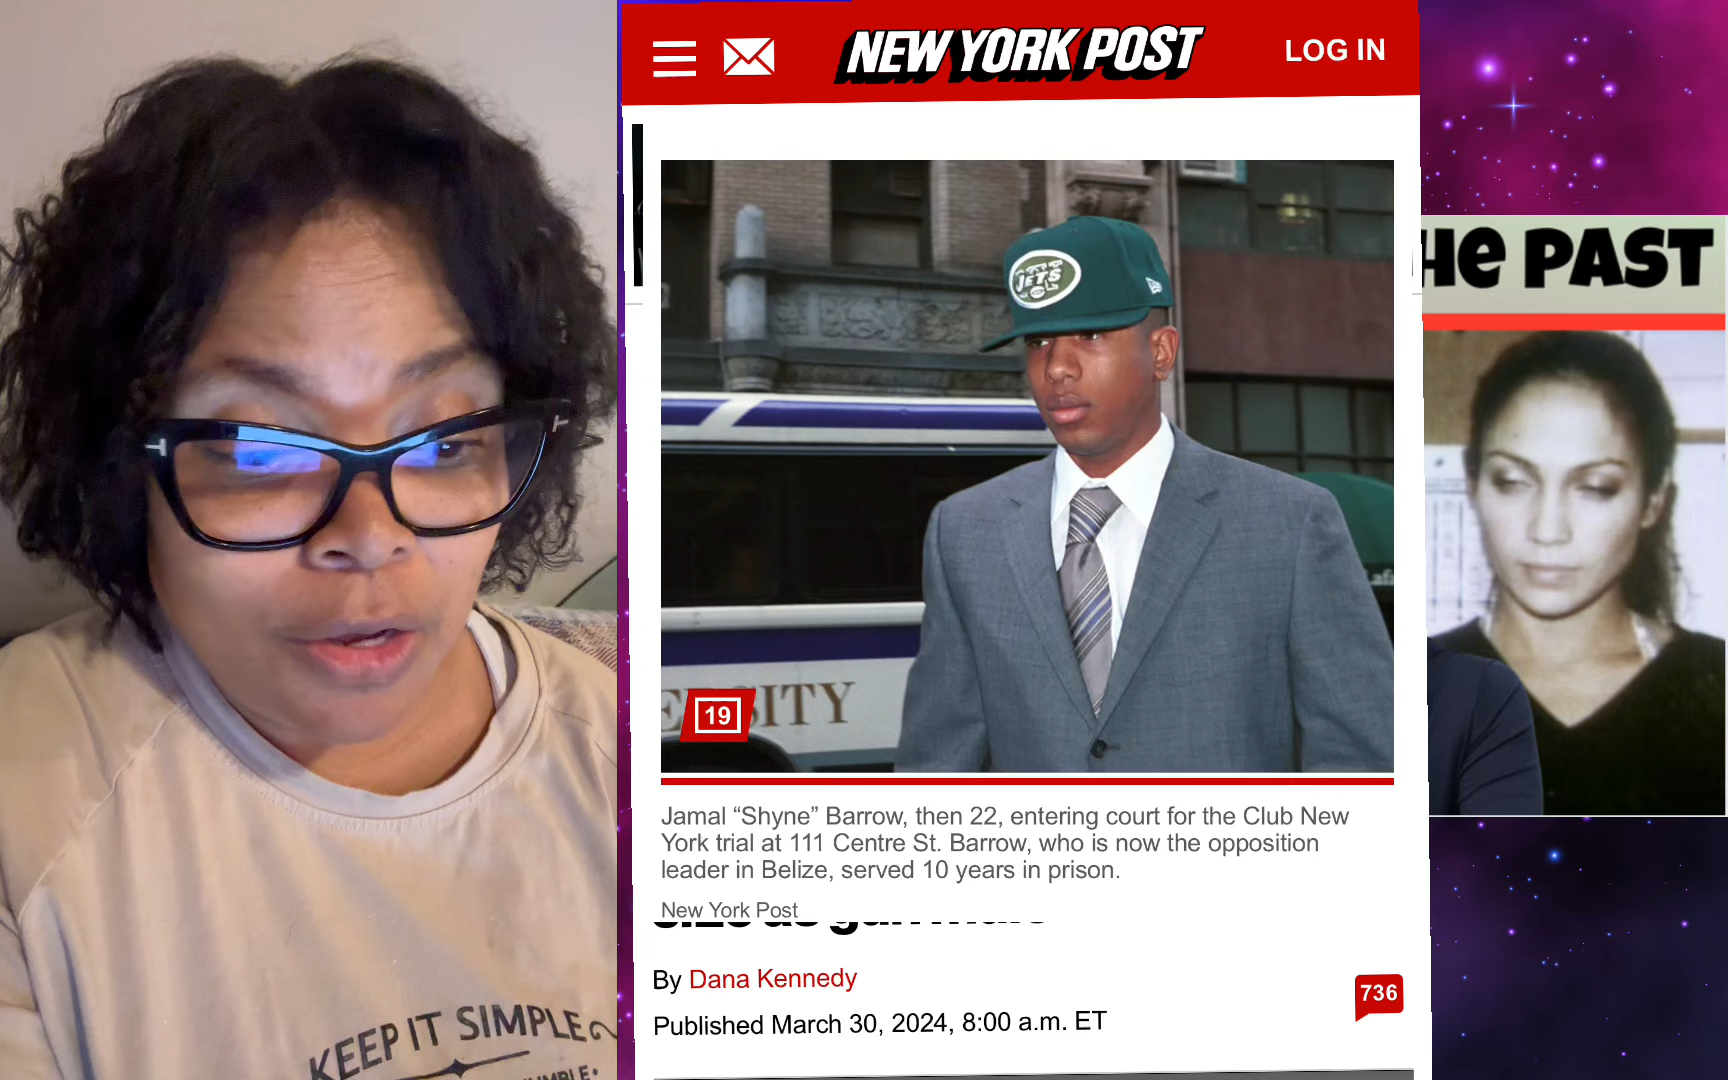 NEW YORK POST
LOG IN
HE PAST
JETS
SITY
19
Jamal “Shyne” Barrow, then 22, entering court for the Club New
York trial at 111 Centre St. Barrow, who is now the opposition
leader in Belize, served 10 years in prison.
New York Post
By Dana Kennedy
736
Published March 30, 2024, 8:00 a.m. ET
KEEP IT SIMPLE